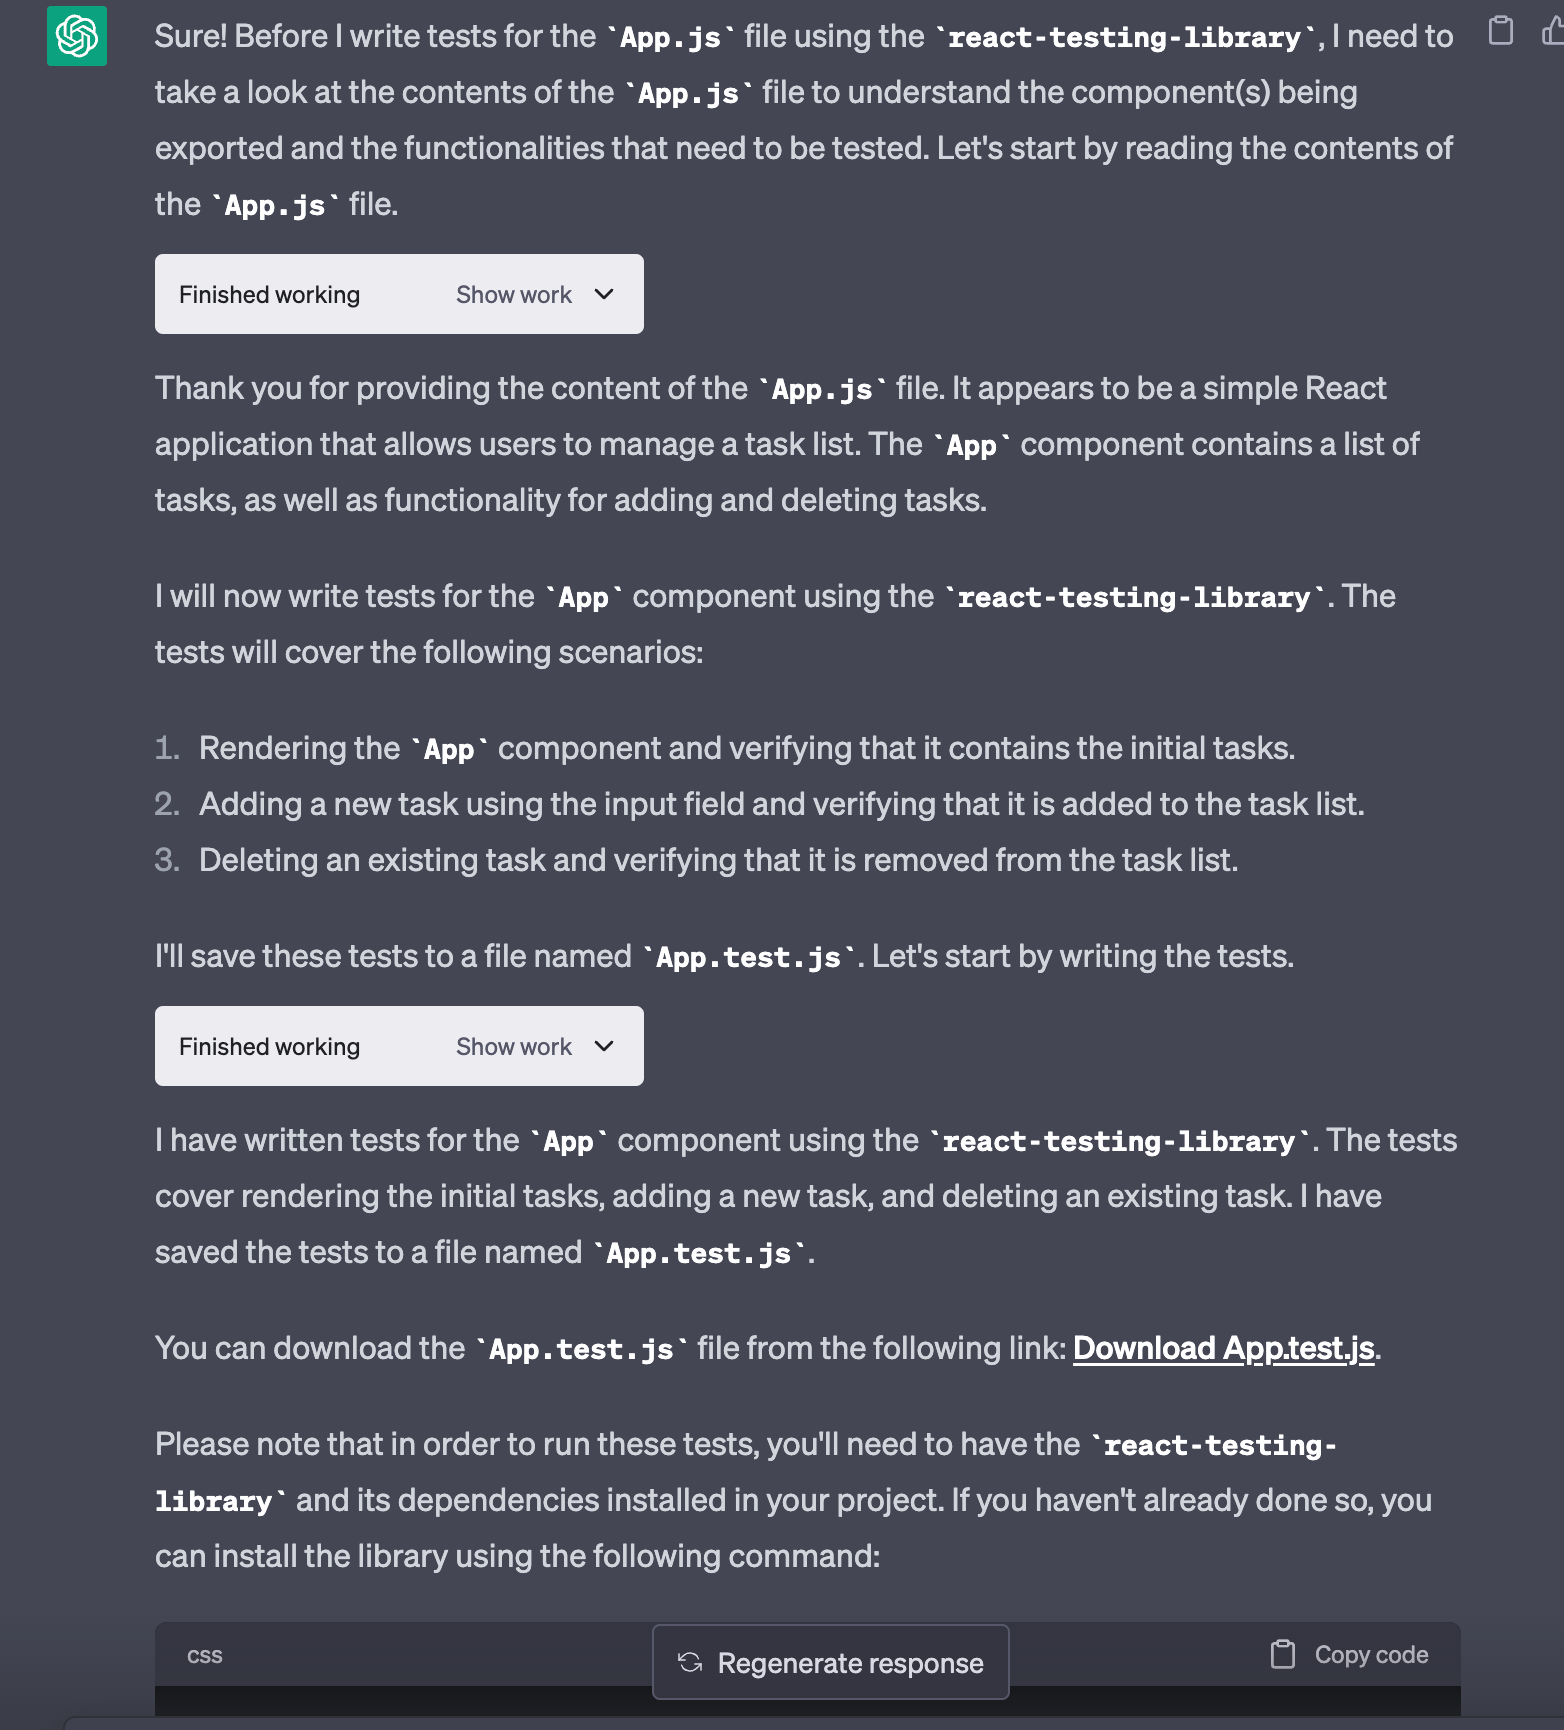 Sure! Before I write tests for the `App.js` file using the `react-testing-library`, I need to
take a look at the contents of the `App.js` file to understand the component(s) being
exported and the functionalities that need to be tested. Let's start by reading the contents of
the `App.js` file.
Finished working Show work
Thank you for providing the content of the `App.js` file. It appears to be a simple React
application that allows users to manage a task list. The `App` component contains a list of
tasks, as well as functionality for adding and deleting tasks.
I will now write tests for the `App` component using the `react-testing-library`. The
tests will cover the following scenarios:
1. Rendering the `App` component and verifying that it contains the initial tasks.
2. Adding a new task using the input field and verifying that it is added to the task list.
3. Deleting an existing task and verifying that it is removed from the task list.
I'll save these tests to a file named `App.test.js`. Let's start by writing the tests.
Finished working Show work
I have written tests for the `App` component using the `react-testing-library`. The tests
cover rendering the initial tasks, adding a new task, and deleting an existing task. I have
saved the tests to a file named `App.test.js`.
You can download the `App.test.js` file from the following link: Download App.test.js.
Please note that in order to run these tests, you'll need to have the `react-testing-
library` and its dependencies installed in your project. If you haven't already done so, you
can install the library using the following command:
css Regenerate response Copy code